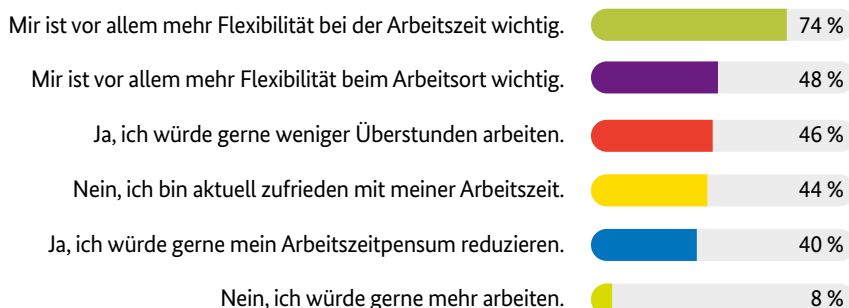 Mir ist vor allem mehr Flexibilität bei der Arbeitszeit wichtig. 74 %
Mir ist vor allem mehr Flexibilität beim Arbeitsort wichtig. 48 %
Ja, ich würde gerne weniger Überstunden arbeiten. 46 %
Nein, ich bin aktuell zufrieden mit meiner Arbeitszeit. 44 %
Ja, ich würde gerne mein Arbeitszeitpensum reduzieren. 40 %
Nein, ich würde gerne mehr arbeiten. 8 %